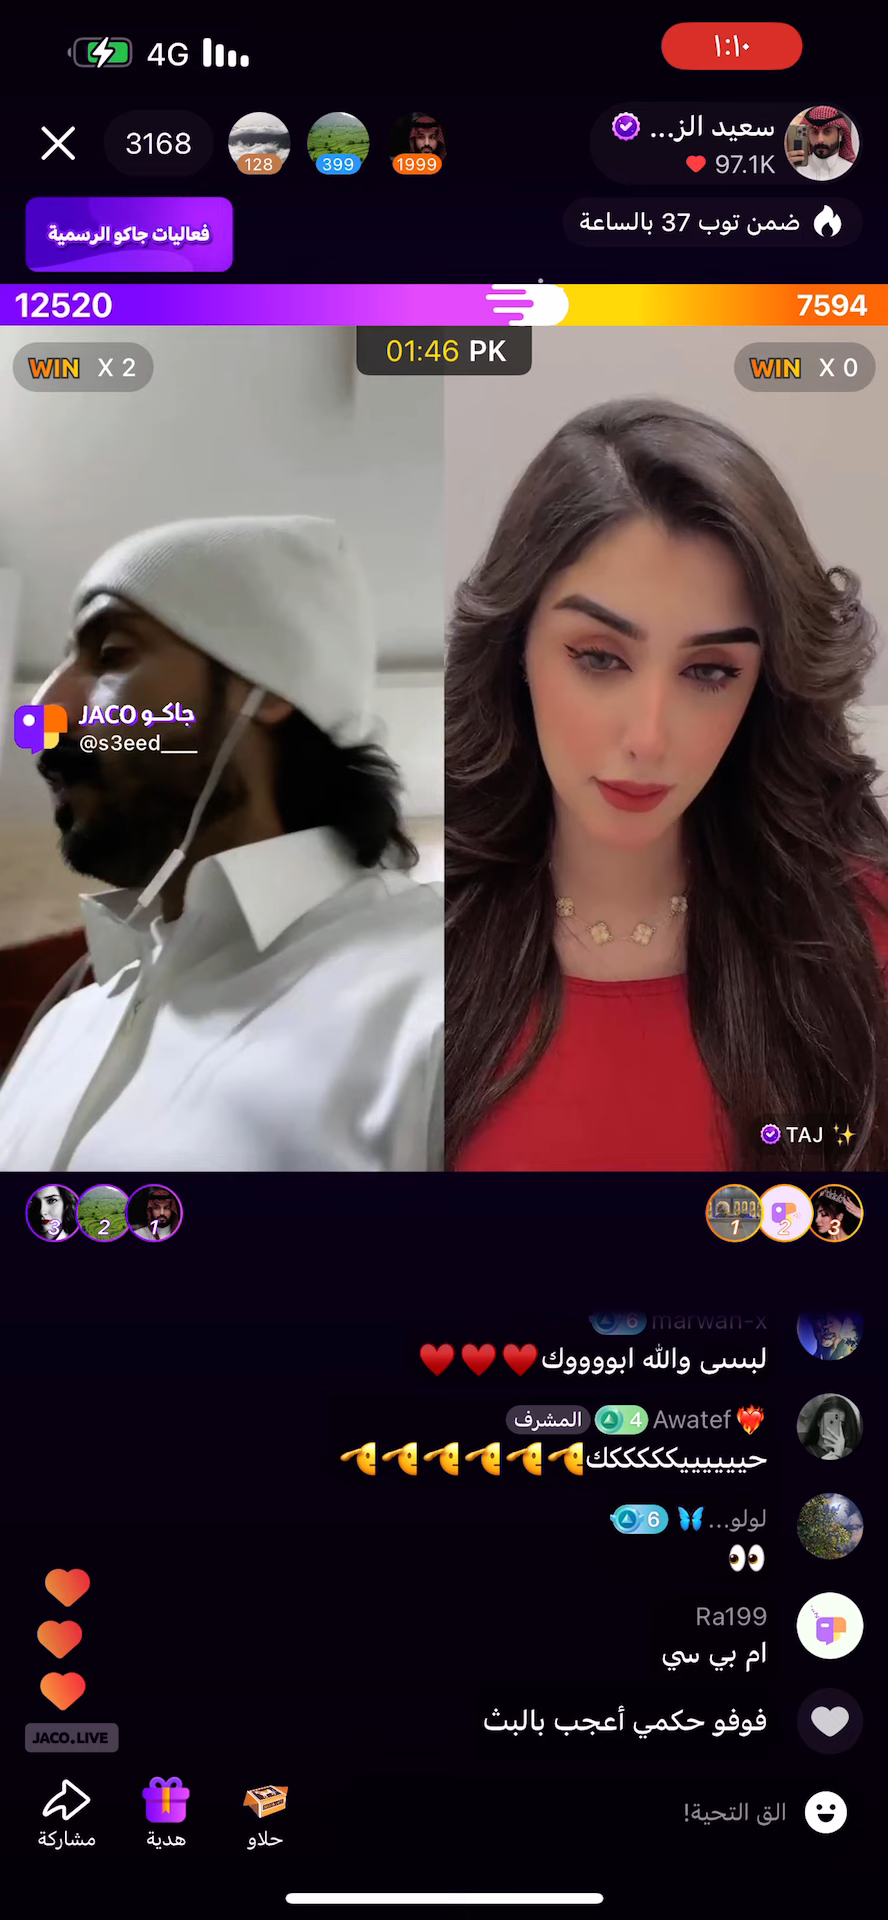 4G
١:١٠
3168
128
399
1999
سعيد الز...
97.1K
فعاليات جاكو الرسمية
ضمن توب 37 بالساعة
12520
7594
WIN X 2
01:46 PK
WIN X 0
JACO جاكو
@s3eed___
TAJ ✨
3
2
1
1
2
3
6 marwan-x
لبسى والله ابوووك❤️❤️❤️
المشرف 4 Awatef ❤️‍🔥
حيييييييككككككك🫡🫡🫡🫡🫡🫡
لولو... 🦋 6
👀
Ra199
ام بي سي
فوفو حكمي أعجب بالبث
JACO.LIVE
مشاركة
هدية
حلاو
الق التحية!